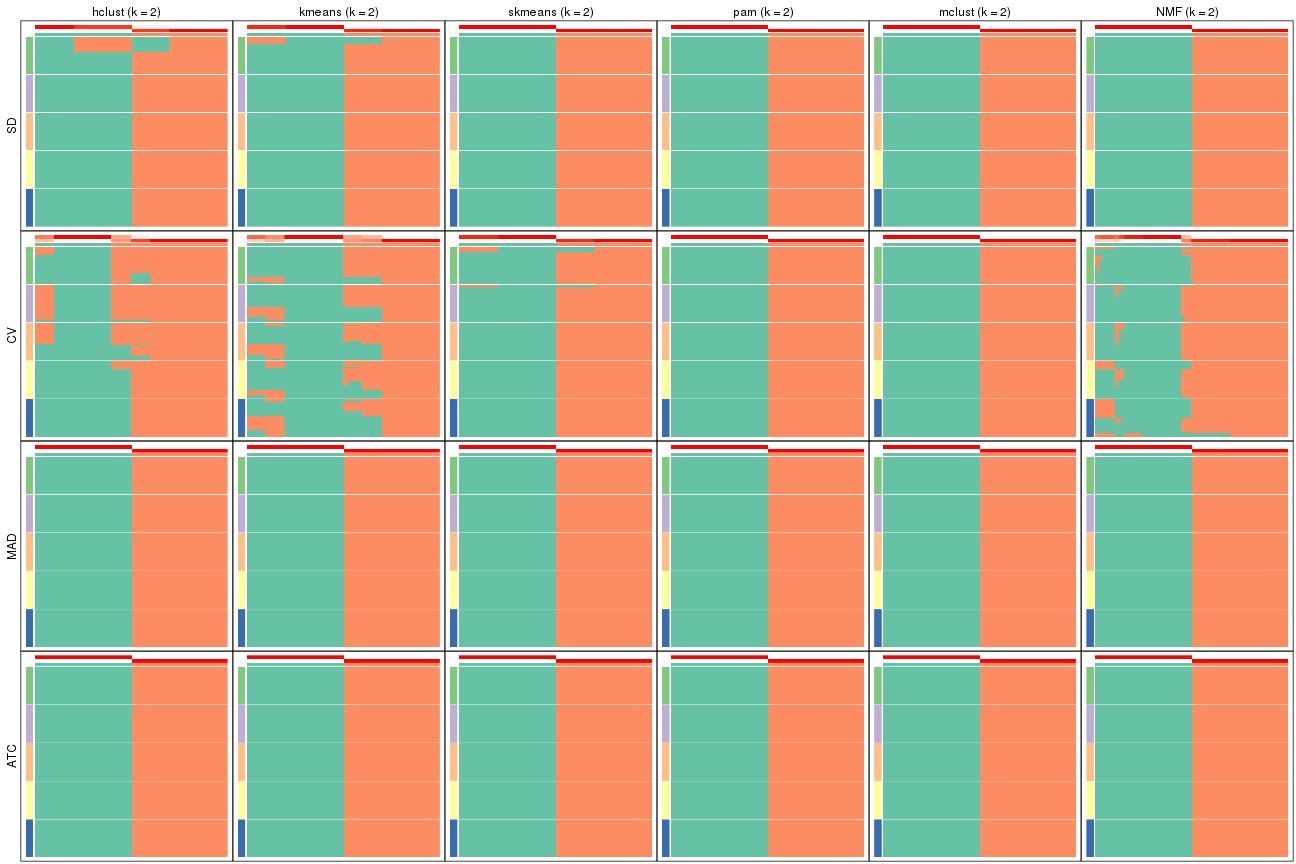 hclust (k = 2) kmeans (k = 2) skmeans (k = 2) pam (k = 2) mclust (k = 2) NMF (k = 2)
SD
CV
MAD
ATC